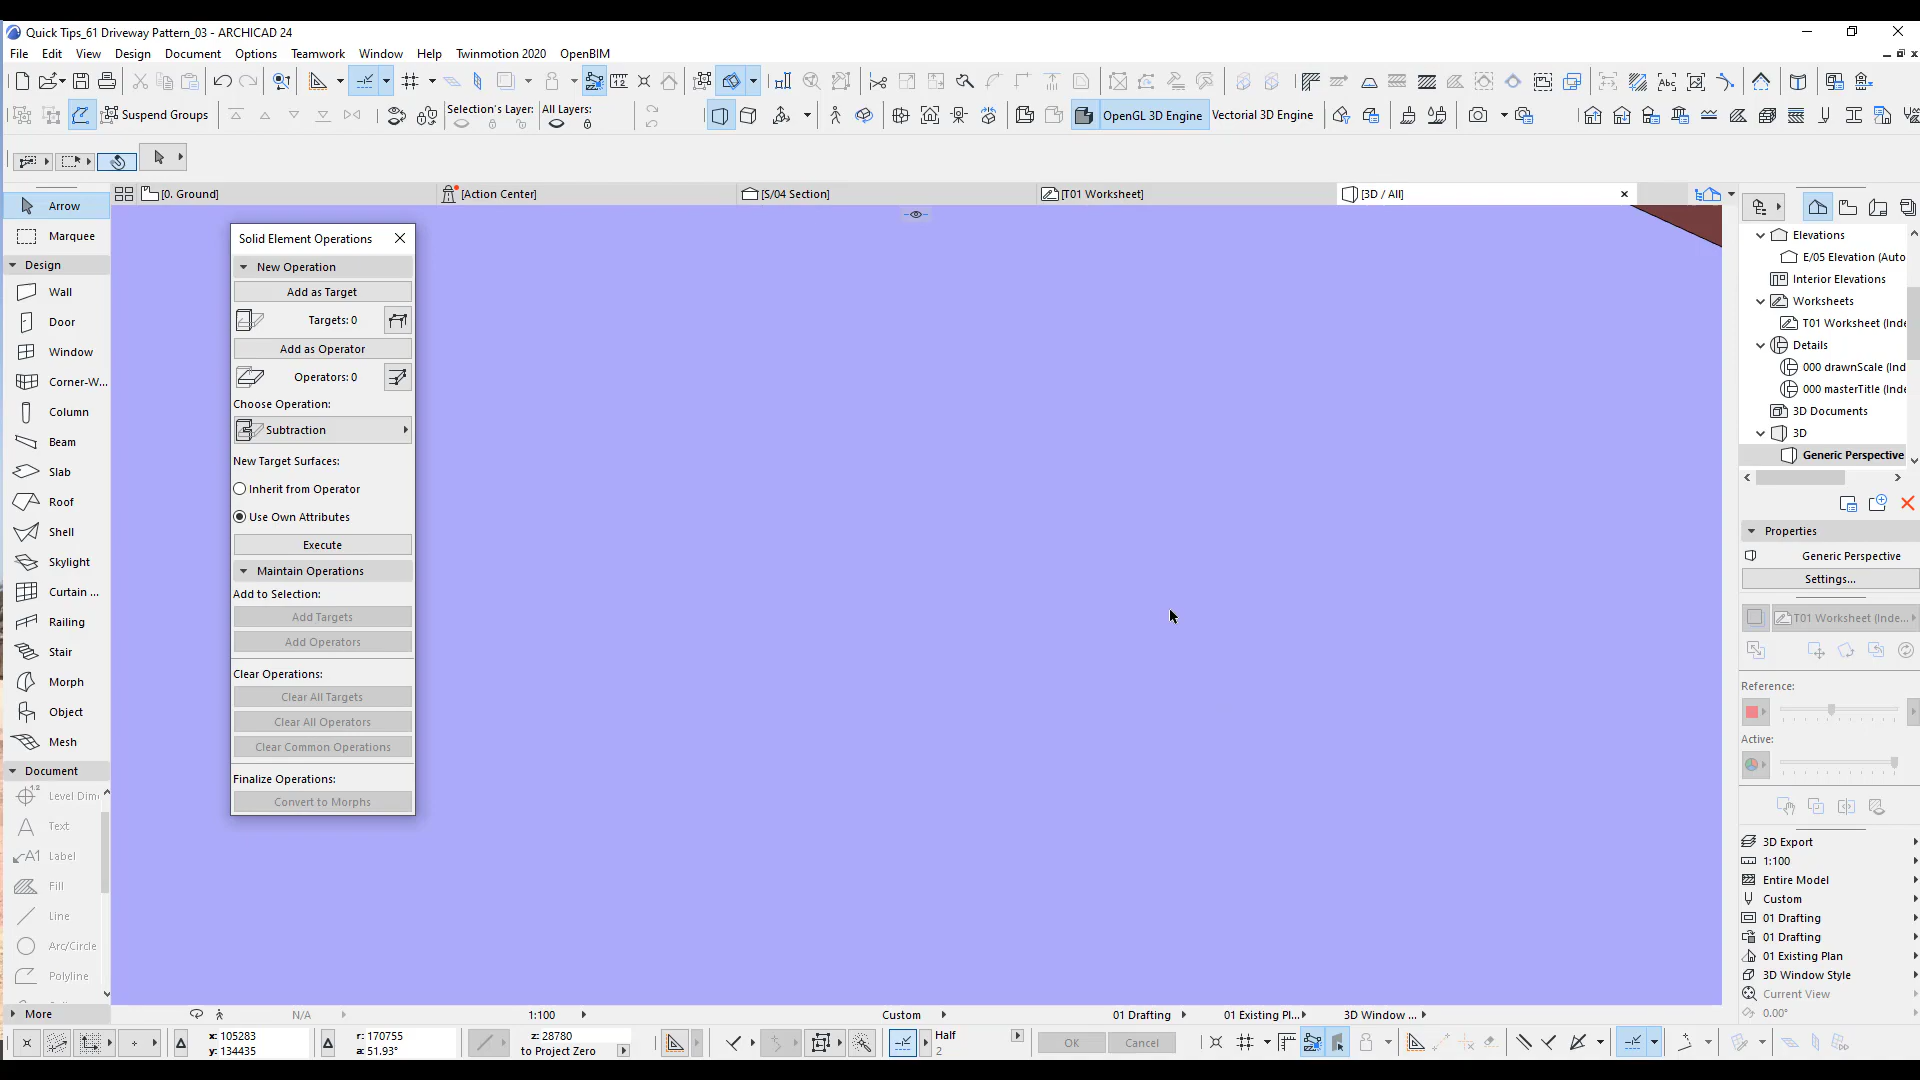 Quick Tips_61 Driveway Pattern_03 - ARCHICAD 24
File Edit View Design Document Options Teamwork Window Help Twinmotion 2020 OpenBIM
Suspend Groups
Selection's Layer:
All Layers:
OpenGL 3D Engine
Vectorial 3D Engine
[0. Ground]
[Action Center]
[S/04 Section]
[T01 Worksheet]
[3D / All]
Arrow
Marquee
Design
Wall
Door
Window
Corner-W...
Column
Beam
Slab
Roof
Shell
Skylight
Curtain ...
Railing
Stair
Morph
Object
Mesh
Document
Level Dim
Text
A1 Label
Fill
Line
Arc/Circle
Polyline
More
Solid Element Operations
New Operation
Add as Target
Targets: 0
Add as Operator
Operators: 0
Choose Operation:
Subtraction
New Target Surfaces:
Inherit from Operator
Use Own Attributes
Execute
Maintain Operations
Add to Selection:
Add Targets
Add Operators
Clear Operations:
Clear All Targets
Clear All Operators
Clear Common Operations
Finalize Operations:
Convert to Morphs
Elevations
E/05 Elevation (Auto
Interior Elevations
Worksheets
T01 Worksheet (Inde
Details
000 drawnScale (Ind
000 masterTitle (Inde
3D Documents
3D
Generic Perspective
Properties
Generic Perspective
Settings...
T01 Worksheet (Inde...
Reference:
Active:
3D Export
1:100
Entire Model
Custom
01 Drafting
01 Drafting
01 Existing Plan
3D Window Style
Current View
0.00°
N/A
1:100
Custom
01 Drafting
01 Existing Pl...
3D Window ...
x: 105283
y: 134435
r: 170755
a: 51.93°
z: 28780
to Project Zero
Half
2
OK
Cancel